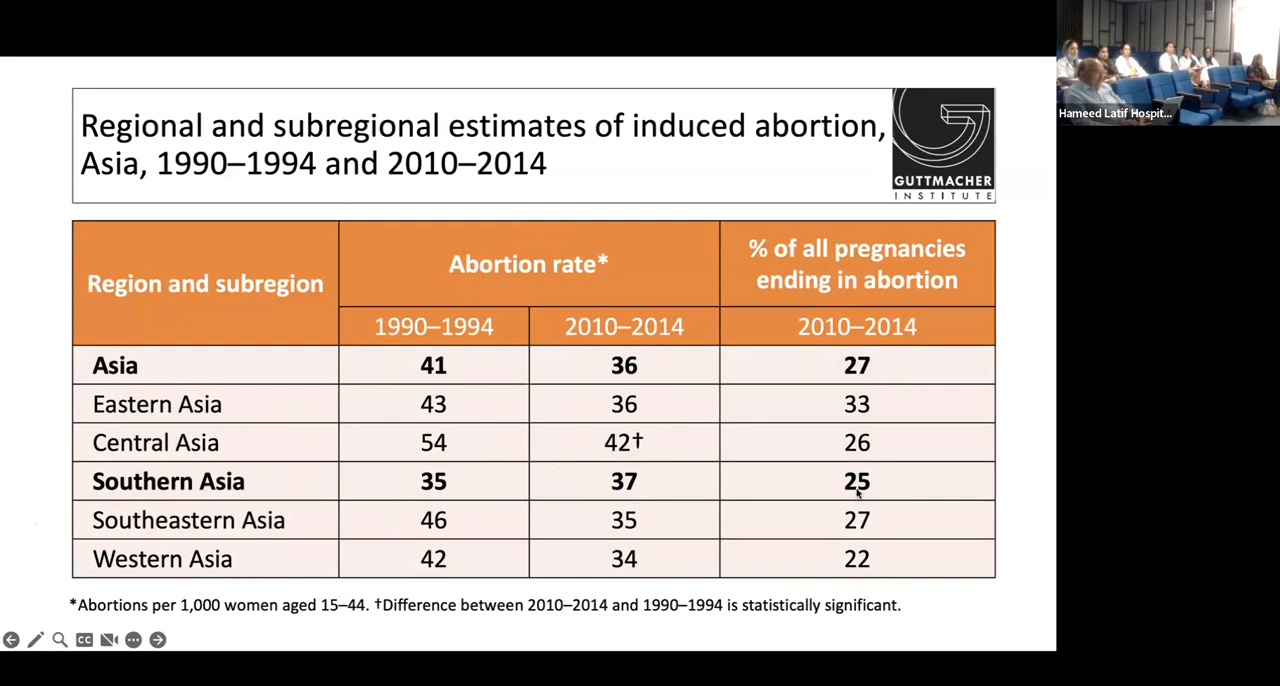 Regional and subregional estimates of induced abortion,
Asia, 1990–1994 and 2010–2014
GUTTMACHER
INSTITUTE
Hameed Latif Hospit...
Region and subregion
Abortion rate*
% of all pregnancies
ending in abortion
1990–1994 2010–2014 2010–2014
Asia 41 36 27
Eastern Asia 43 36 33
Central Asia 54 42† 26
Southern Asia 35 37 25
Southeastern Asia 46 35 27
Western Asia 42 34 22
*Abortions per 1,000 women aged 15–44. †Difference between 2010–2014 and 1990–1994 is statistically significant.
CC